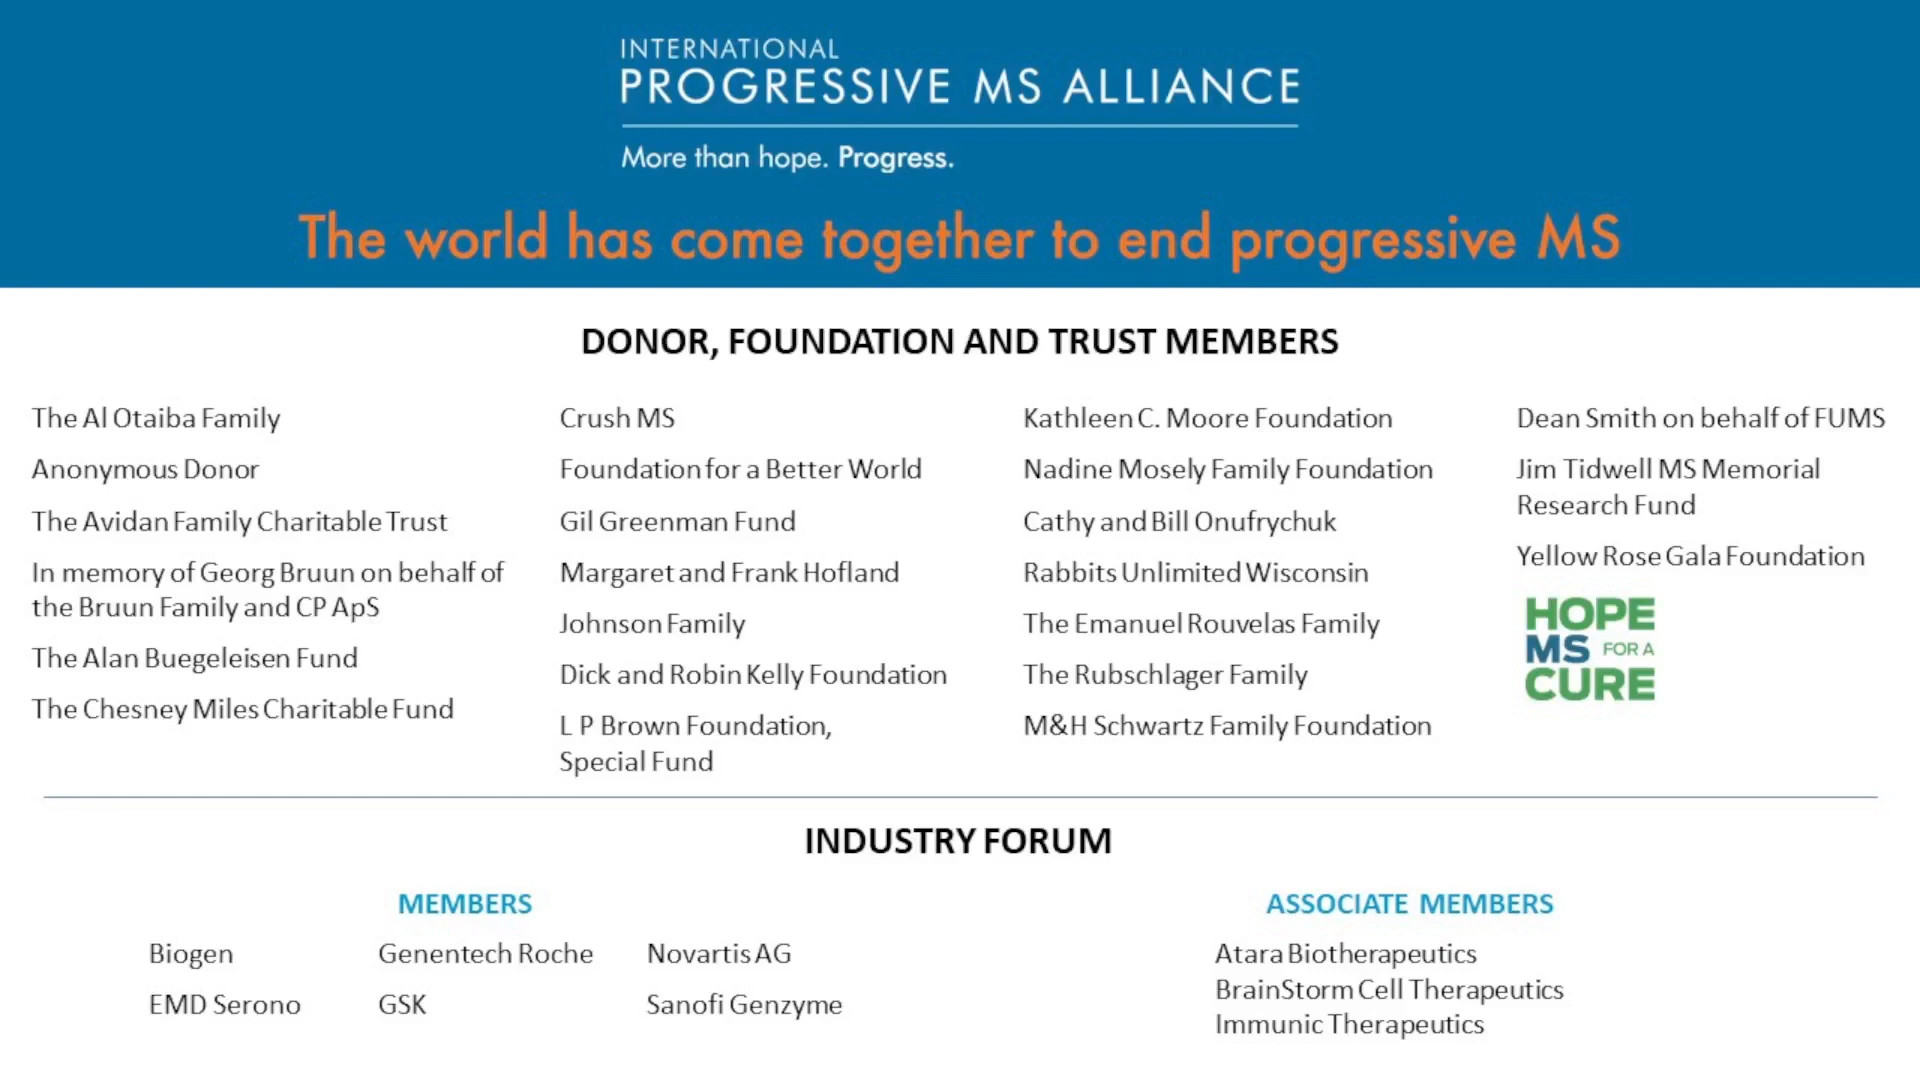 INTERNATIONAL
PROGRESSIVE MS ALLIANCE
More than hope. Progress.
The world has come together to end progressive MS
DONOR, FOUNDATION AND TRUST MEMBERS
The Al Otaiba Family
Anonymous Donor
The Avidan Family Charitable Trust
In memory of Georg Bruun on behalf of
the Bruun Family and CP ApS
The Alan Buegeleisen Fund
The Chesney Miles Charitable Fund
Crush MS
Foundation for a Better World
Gil Greenman Fund
Margaret and Frank Hofland
Johnson Family
Dick and Robin Kelly Foundation
L P Brown Foundation,
Special Fund
Kathleen C. Moore Foundation
Nadine Mosely Family Foundation
Cathy and Bill Onufrychuk
Rabbits Unlimited Wisconsin
The Emanuel Rouvelas Family
The Rubschlager Family
M&H Schwartz Family Foundation
Dean Smith on behalf of FUMS
Jim Tidwell MS Memorial
Research Fund
Yellow Rose Gala Foundation
HOPE
MS FOR A
CURE
INDUSTRY FORUM
MEMBERS
Biogen
EMD Serono
Genentech Roche
GSK
Novartis AG
Sanofi Genzyme
ASSOCIATE MEMBERS
Atara Biotherapeutics
BrainStorm Cell Therapeutics
Immunic Therapeutics